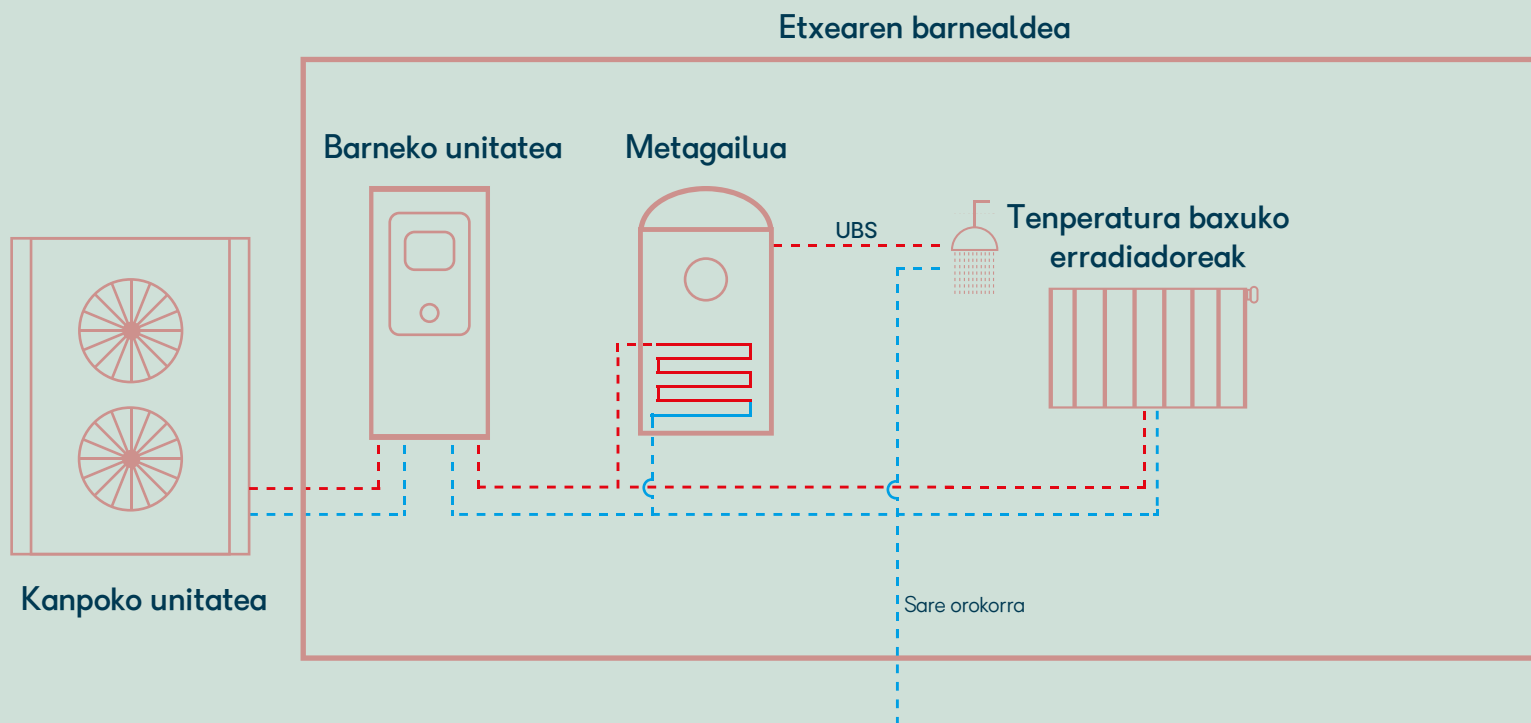 Etxearen barnealdea
Barneko unitatea
Metagailua
UBS
Tenperatura baxuko
erradiadoreak
Kanpoko unitatea
Sare orokorra